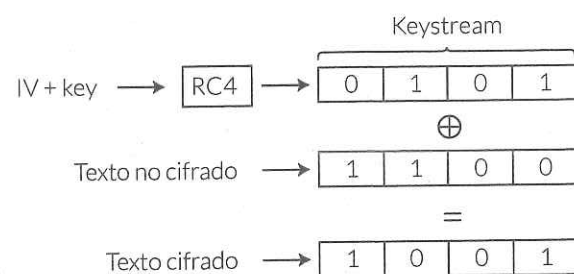 Keystream
IV + key → RC4 → 0 1 0 1
⊕
Texto no cifrado → 1 1 0 0
=
Texto cifrado → 1 0 0 1